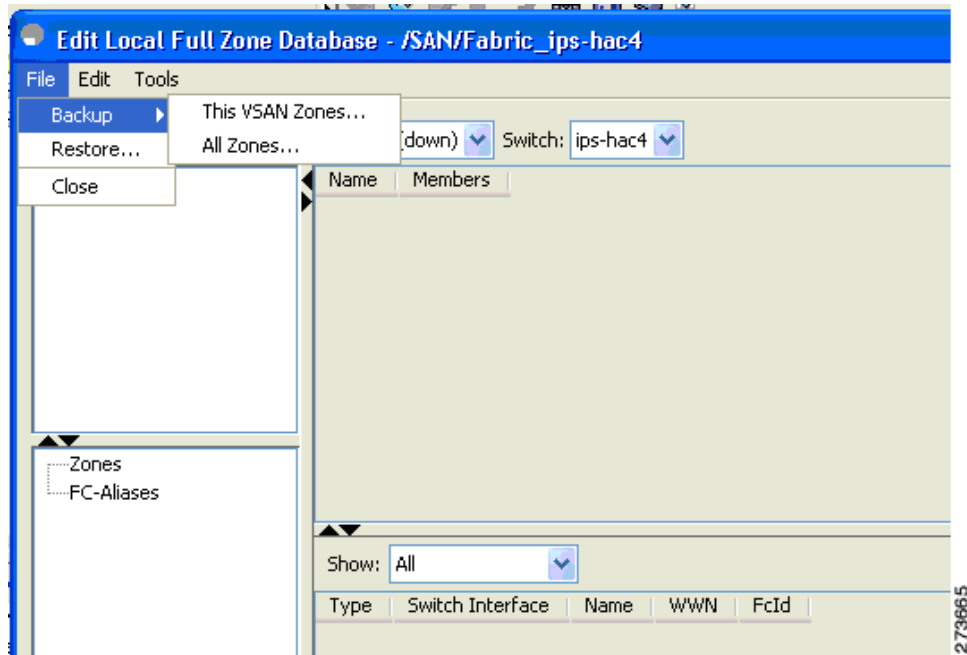 Edit Local Full Zone Database - /SAN/Fabric_ips-hac4
File Edit Tools
Backup
This VSAN Zones...
Restore...
All Zones...
Close
(down) Switch: ips-hac4
Name Members
Zones
FC-Aliases
Show: All
Type Switch Interface Name WWN FcId
273665